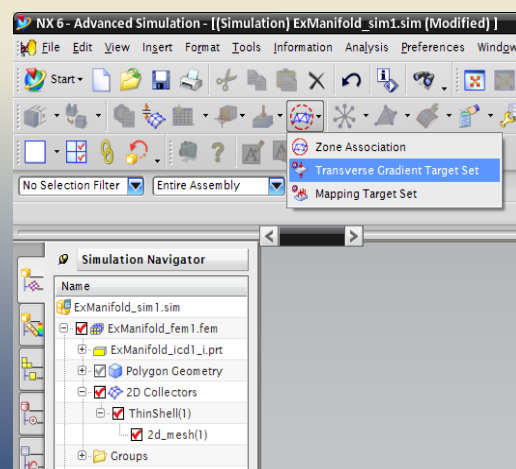 NX 6 - Advanced Simulation - [(Simulation) ExManifold_sim1.sim (Modified) ]
File Edit View Insert Format Tools Information Analysis Preferences Window
Start
Zone Association
Transverse Gradient Target Set
Mapping Target Set
No Selection Filter Entire Assembly
Simulation Navigator
Name
ExManifold_sim1.sim
ExManifold_fem1.fem
ExManifold_icd1_i.prt
Polygon Geometry
2D Collectors
ThinShell(1)
2d_mesh(1)
Groups